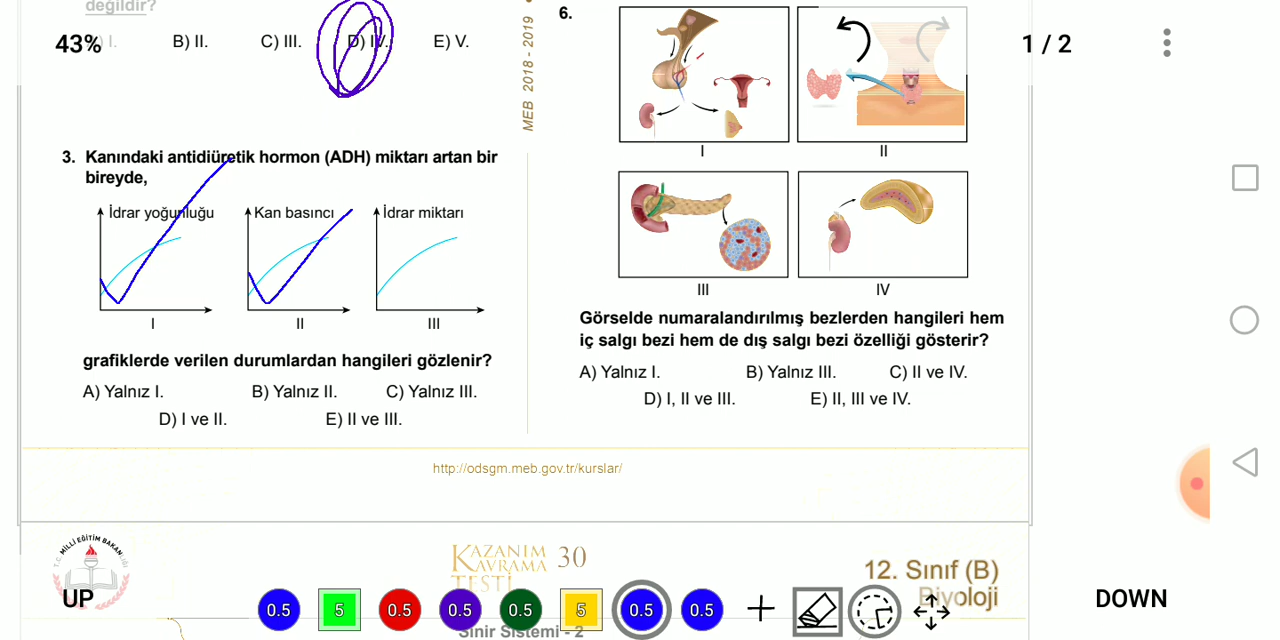 değildir?
43%
I.
B) II.
C) III.
D) IV.
E) V.
MEB 2018 - 2019
3. Kanındaki antidiüretik hormon (ADH) miktarı artan bir
bireyde,
İdrar yoğunluğu
Kan basıncı
İdrar miktarı
I
II
III
grafiklerde verilen durumlardan hangileri gözlenir?
A) Yalnız I.
B) Yalnız II.
C) Yalnız III.
D) I ve II.
E) II ve III.
6.
I
II
III
IV
Görselde numaralandırılmış bezlerden hangileri hem
iç salgı bezi hem de dış salgı bezi özelliği gösterir?
A) Yalnız I.
B) Yalnız III.
C) II ve IV.
D) I, II ve III.
E) II, III ve IV.
1 / 2
http://odsgm.meb.gov.tr/kurslar/
KAZANIM
KAVRAMA
TESTİ
30
12. Sınıf (B)
Biyoloji
Sinir Sistemi - 2
UP
0.5
5
0.5
0.5
0.5
5
0.5
0.5
DOWN